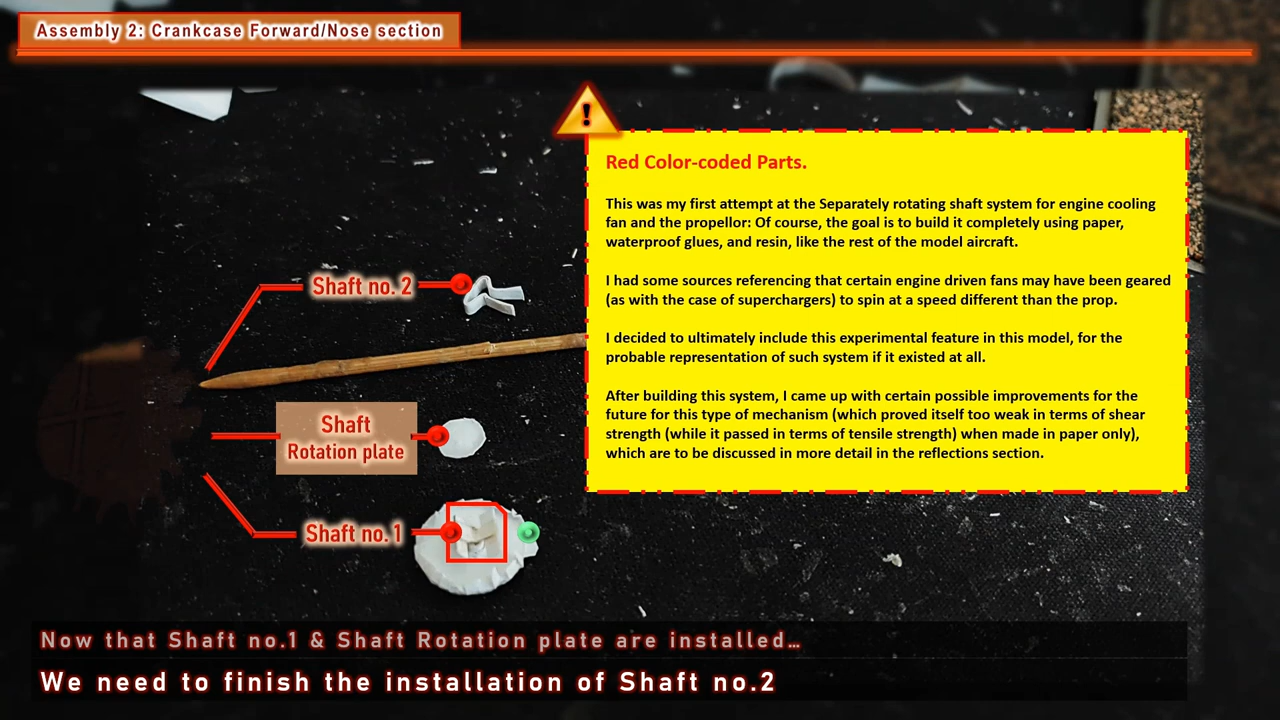 Assembly 2: Crankcase Forward/Nose section
!
Red Color-coded Parts.
This was my first attempt at the Separately rotating shaft system for engine cooling
fan and the propellor: Of course, the goal is to build it completely using paper,
waterproof glues, and resin, like the rest of the model aircraft.
I had some sources referencing that certain engine driven fans may have been geared
(as with the case of superchargers) to spin at a speed different than the prop.
I decided to ultimately include this experimental feature in this model, for the
probable representation of such system if it existed at all.
After building this system, I came up with certain possible improvements for the
future for this type of mechanism (which proved itself too weak in terms of shear
strength (while it passed in terms of tensile strength) when made in paper only),
which are to be discussed in more detail in the reflections section.
Shaft no. 2
Shaft
Rotation plate
Shaft no. 1
Now that Shaft no.1 & Shaft Rotation plate are installed…
We need to finish the installation of Shaft no.2